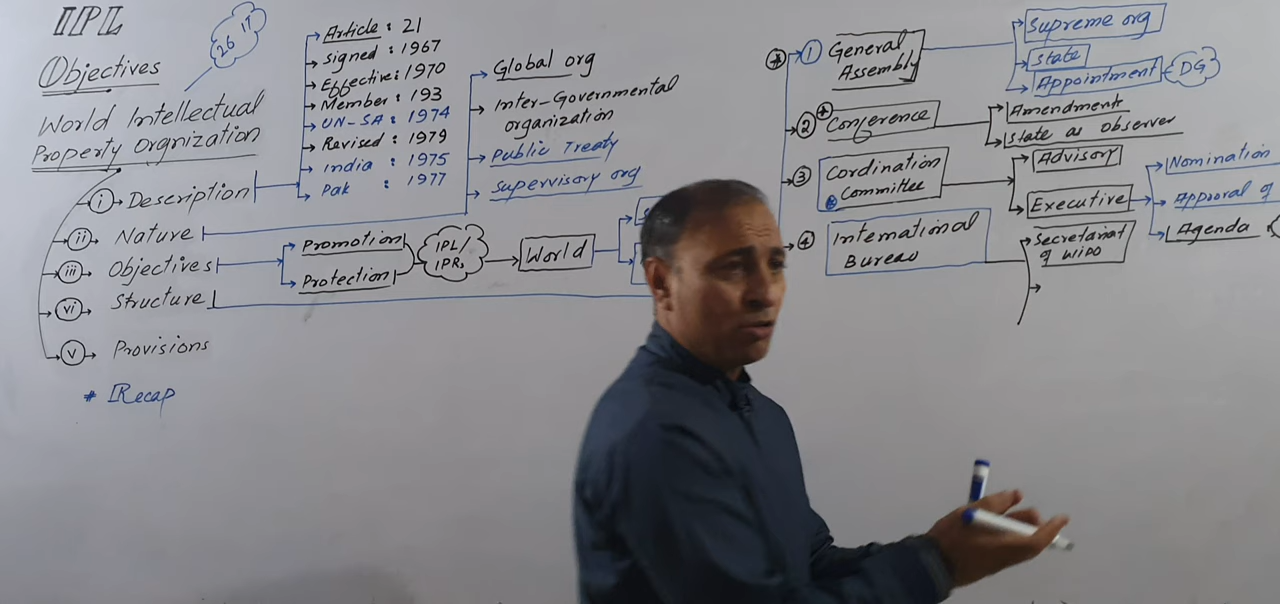 IPL
26 IT
Objectives
World Intellectual
Property Orgnization
i Description
ii Nature
iii Objectives
vi Structure
v Provisions
# Recap
Article : 21
Signed : 1967
Effective : 1970
Member : 193
UN-SA : 1974
Revised : 1979
India : 1975
Pak : 1977
Global org
Inter-Governmental
organization
Public Treaty
Supervisory org
Promotion
Protection
IPL/
IPRs
World
1 General
Assembly
Supreme org
State
Appointment DG
2 Conference
Amendment
State as Observer
3 Cordination
Committee
Advisory
Executive
Nomination
Approval of
Agenda
4 International
Bureau
Secretariat
of WIPO